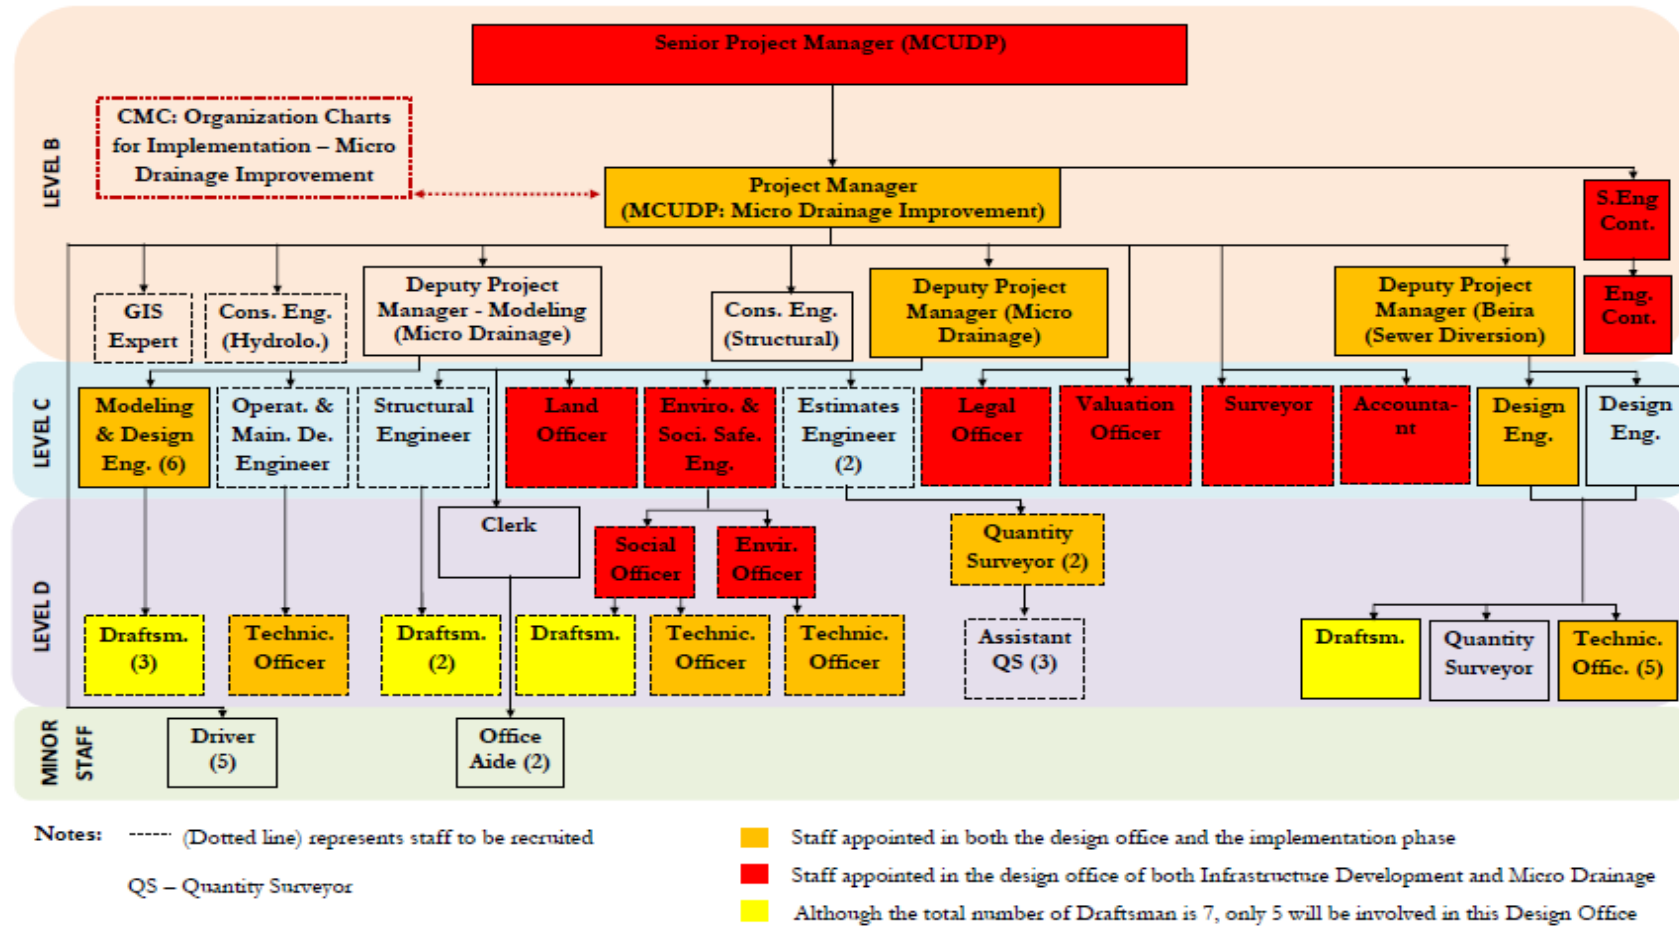 Senior Project Manager (MCUDP)
CMC: Organization Charts
for Implementation – Micro
Drainage Improvement
LEVEL B
Project Manager
(MCUDP: Micro Drainage Improvement)
S.Eng
Cont.
Eng.
Cont.
GIS
Expert
Cons. Eng.
(Hydrolo.)
Deputy Project
Manager - Modeling
(Micro Drainage)
Cons. Eng.
(Structural)
Deputy Project
Manager (Micro
Drainage)
Deputy Project
Manager (Beira
(Sewer Diversion)
LEVEL C
Modeling
& Design
Eng. (6)
Operat. &
Main. De.
Engineer
Structural
Engineer
Land
Officer
Enviro. &
Soci. Safe.
Eng.
Estimates
Engineer
(2)
Legal
Officer
Valuation
Officer
Surveyor
Accounta-
nt
Design
Eng.
Design
Eng.
LEVEL D
Clerk
Social
Officer
Envir.
Officer
Quantity
Surveyor (2)
Draftsm.
(3)
Technic.
Officer
Draftsm.
(2)
Draftsm.
Technic.
Officer
Technic.
Officer
Assistant
QS (3)
Draftsm.
Quantity
Surveyor
Technic.
Offic. (5)
MINOR
STAFF
Driver
(5)
Office
Aide (2)
Notes: ------ (Dotted line) represents staff to be recruited
QS – Quantity Surveyor
Staff appointed in both the design office and the implementation phase
Staff appointed in the design office of both Infrastructure Development and Micro Drainage
Although the total number of Draftsman is 7, only 5 will be involved in this Design Office